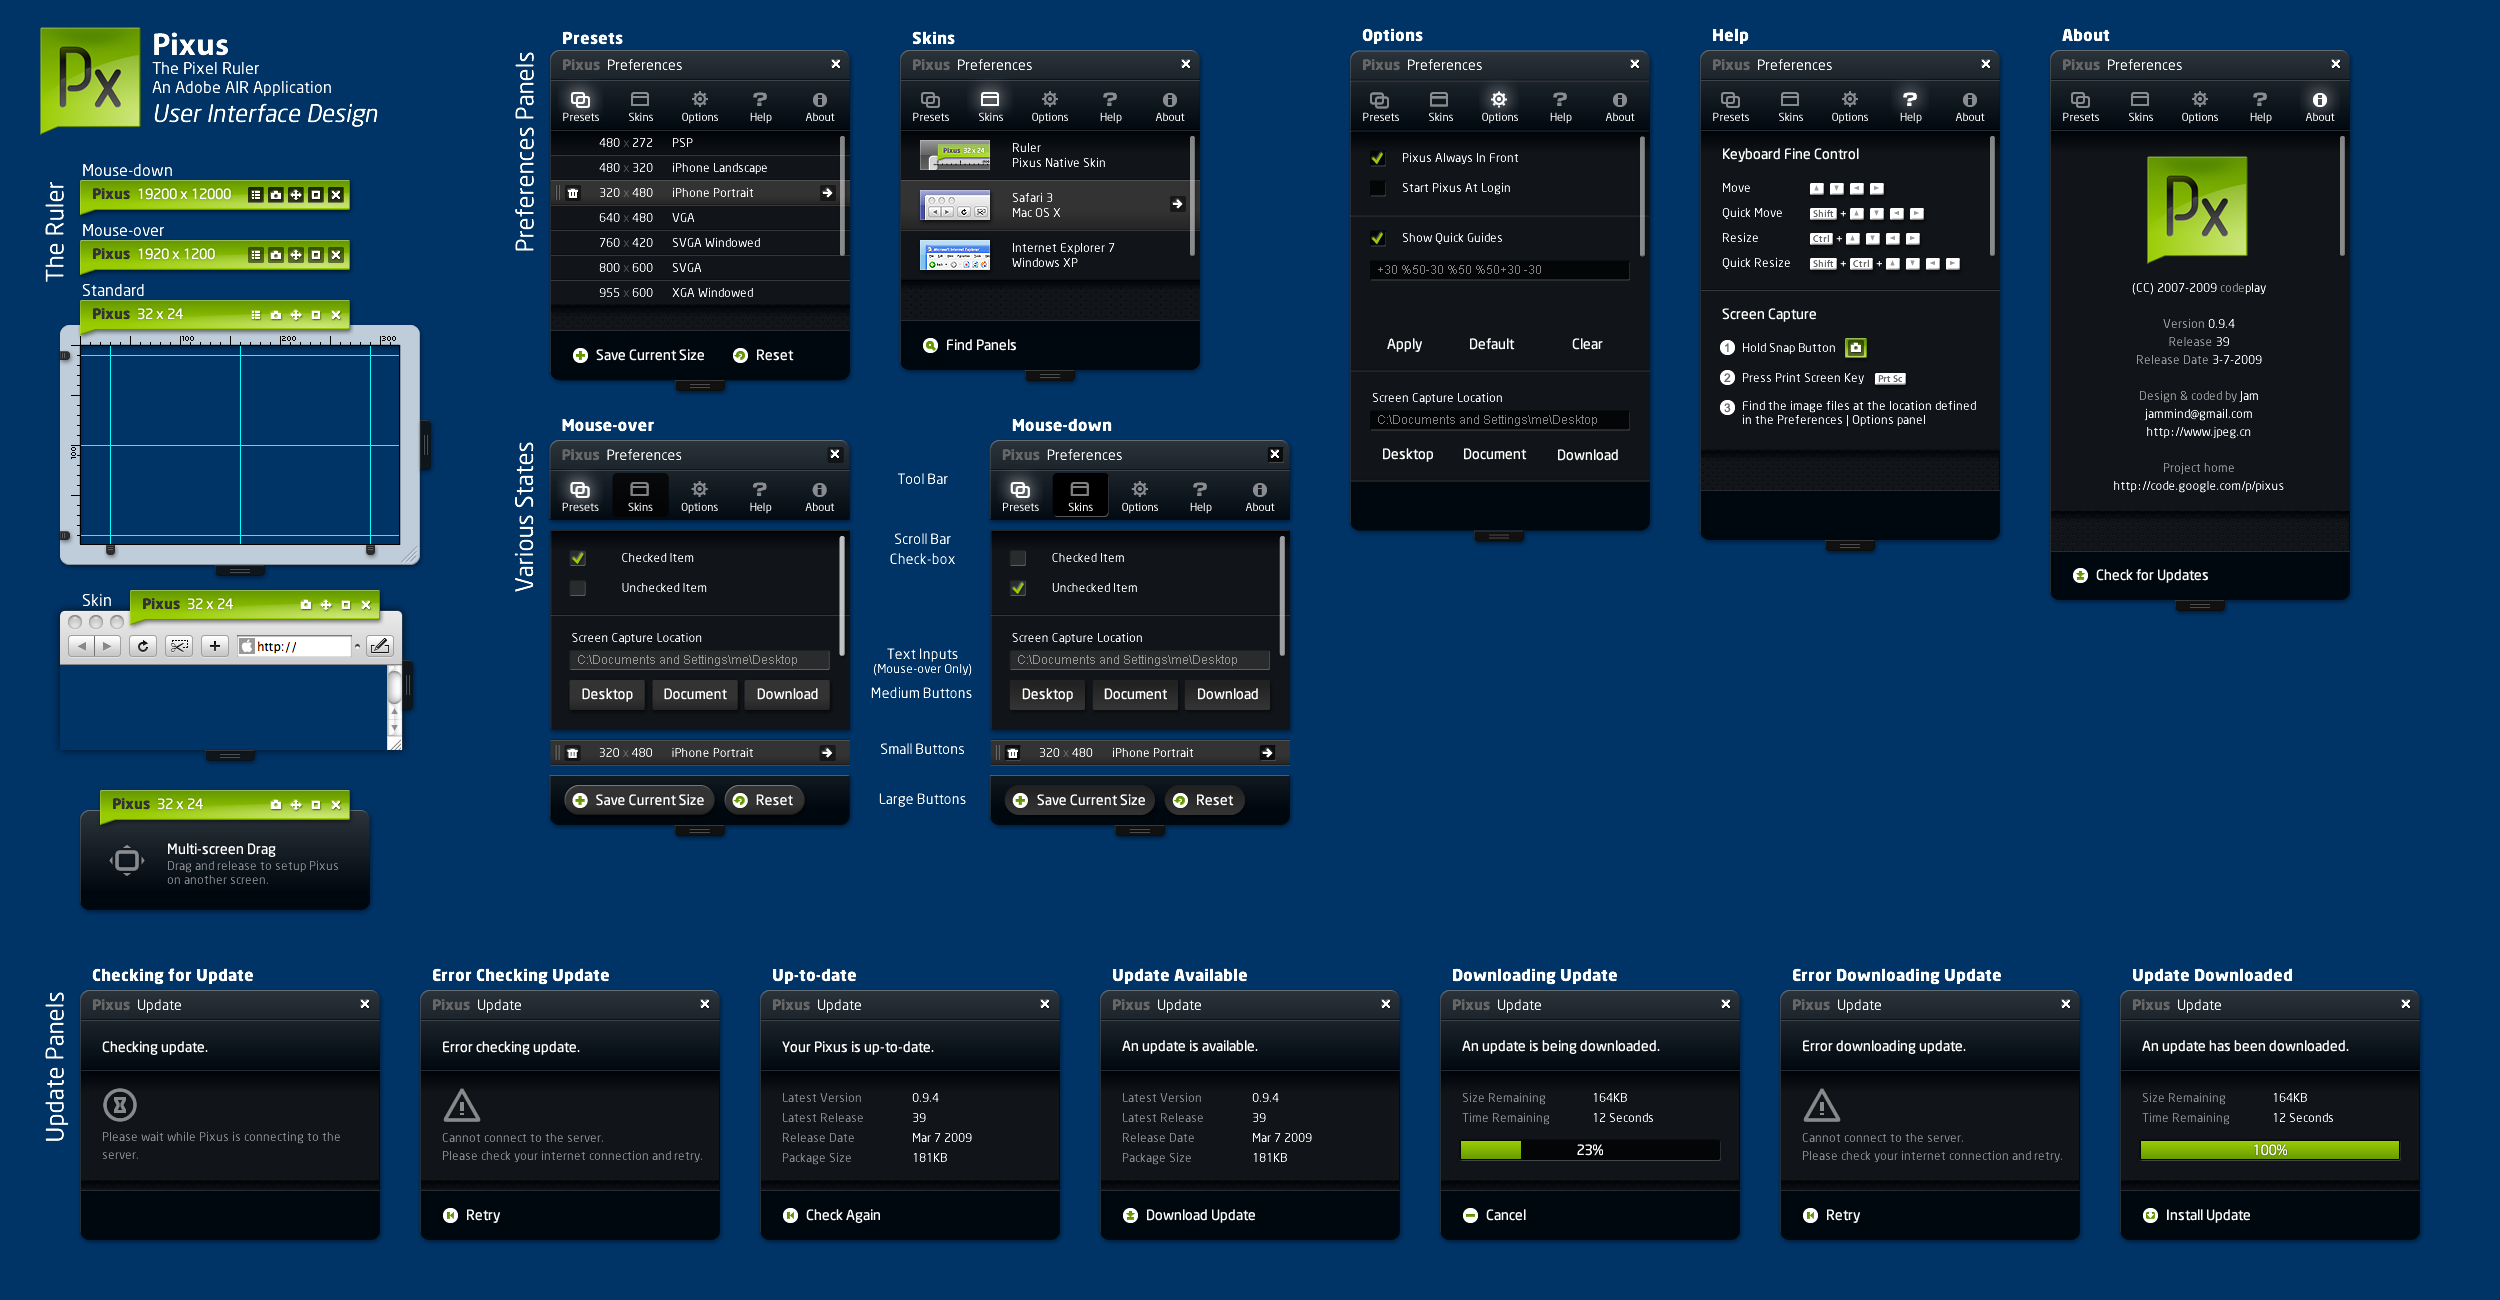 Pixus
The Pixel Ruler
An Adobe AIR Application
User Interface Design
Px
The Ruler
Mouse-down
Pixus 19200 x 12000
Mouse-over
Pixus 1920 x 1200
Standard
Pixus 32 x 24
100 200 300
100
Skin
Pixus 32 x 24
http://
Pixus 32 x 24
Multi-screen Drag
Drag and release to setup Pixus
on another screen.
Preferences Panels
Presets
Pixus Preferences
Presets Skins Options Help About
480 x 272 PSP
480 x 320 iPhone Landscape
320 x 480 iPhone Portrait
640 x 480 VGA
760 x 420 SVGA Windowed
800 x 600 SVGA
955 x 600 XGA Windowed
Save Current Size Reset
Skins
Pixus Preferences
Presets Skins Options Help About
Pixus 32 x 24
Ruler
Pixus Native Skin
Safari 3
Mac OS X
Internet Explorer 7
Windows XP
Find Panels
Options
Pixus Preferences
Presets Skins Options Help About
Pixus Always In Front
Start Pixus At Login
Show Quick Guides
+30 %50-30 %50 %50+30 -30
Apply Default Clear
Screen Capture Location
C:\Documents and Settings\me\Desktop
Desktop Document Download
Help
Pixus Preferences
Presets Skins Options Help About
Keyboard Fine Control
Move
Quick Move Shift +
Resize Ctrl +
Quick Resize Shift + Ctrl +
Screen Capture
1 Hold Snap Button
2 Press Print Screen Key Prt Sc
3 Find the image files at the location defined
in the Preferences | Options panel
About
Pixus Preferences
Presets Skins Options Help About
Px
(CC) 2007-2009 codeplay
Version 0.9.4
Release 39
Release Date 3-7-2009
Design & coded by Jam
jammind@gmail.com
http://www.jpeg.cn
Project home
http://code.google.com/p/pixus
Check for Updates
Various States
Mouse-over
Pixus Preferences
Presets Skins Options Help About
Checked Item
Unchecked Item
Screen Capture Location
C:\Documents and Settings\me\Desktop
Desktop Document Download
320 x 480 iPhone Portrait
Save Current Size Reset
Tool Bar
Scroll Bar
Check-box
Text Inputs
(Mouse-over Only)
Medium Buttons
Small Buttons
Large Buttons
Mouse-down
Pixus Preferences
Presets Skins Options Help About
Checked Item
Unchecked Item
Screen Capture Location
C:\Documents and Settings\me\Desktop
Desktop Document Download
320 x 480 iPhone Portrait
Save Current Size Reset
Update Panels
Checking for Update
Pixus Update
Checking update.
Please wait while Pixus is connecting to the
server.
Error Checking Update
Pixus Update
Error checking update.
Cannot connect to the server.
Please check your internet connection and retry.
Retry
Up-to-date
Pixus Update
Your Pixus is up-to-date.
Latest Version 0.9.4
Latest Release 39
Release Date Mar 7 2009
Package Size 181KB
Check Again
Update Available
Pixus Update
An update is available.
Latest Version 0.9.4
Latest Release 39
Release Date Mar 7 2009
Package Size 181KB
Download Update
Downloading Update
Pixus Update
An update is being downloaded.
Size Remaining 164KB
Time Remaining 12 Seconds
23%
Cancel
Error Downloading Update
Pixus Update
Error downloading update.
Cannot connect to the server.
Please check your internet connection and retry.
Retry
Update Downloaded
Pixus Update
An update has been downloaded.
Size Remaining 164KB
Time Remaining 12 Seconds
100%
Install Update